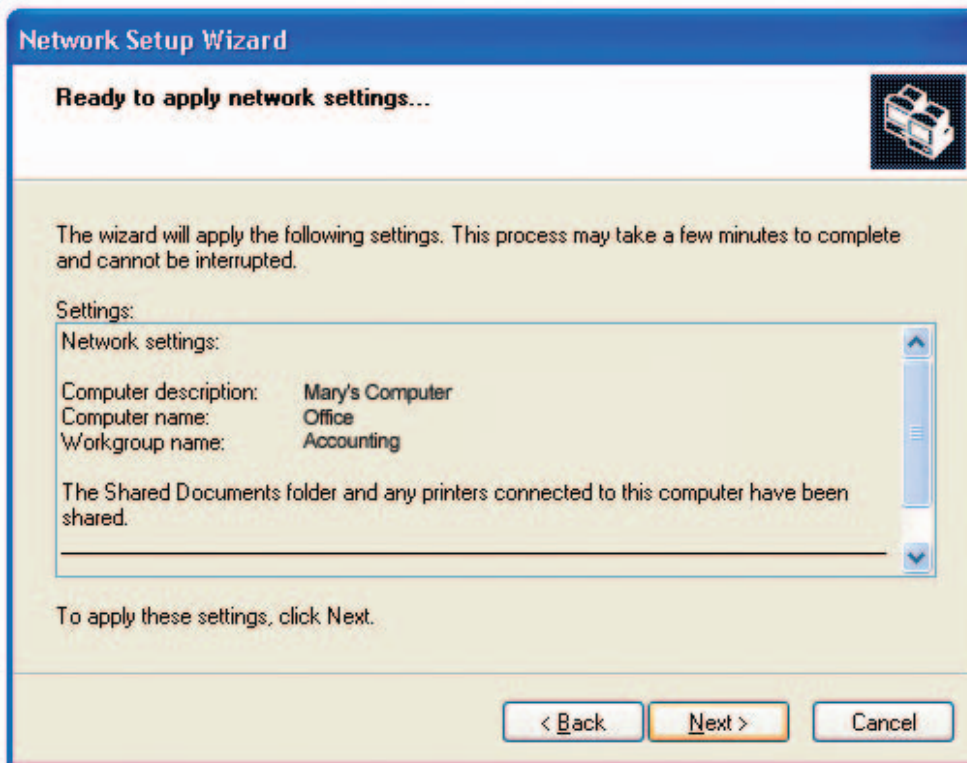 Network Setup Wizard
Ready to apply network settings...
The wizard will apply the following settings. This process may take a few minutes to complete
and cannot be interrupted.
Settings:
Network settings:
Computer description: Mary's Computer
Computer name: Office
Workgroup name: Accounting
The Shared Documents folder and any printers connected to this computer have been
shared.
To apply these settings, click Next.
< Back Next > Cancel